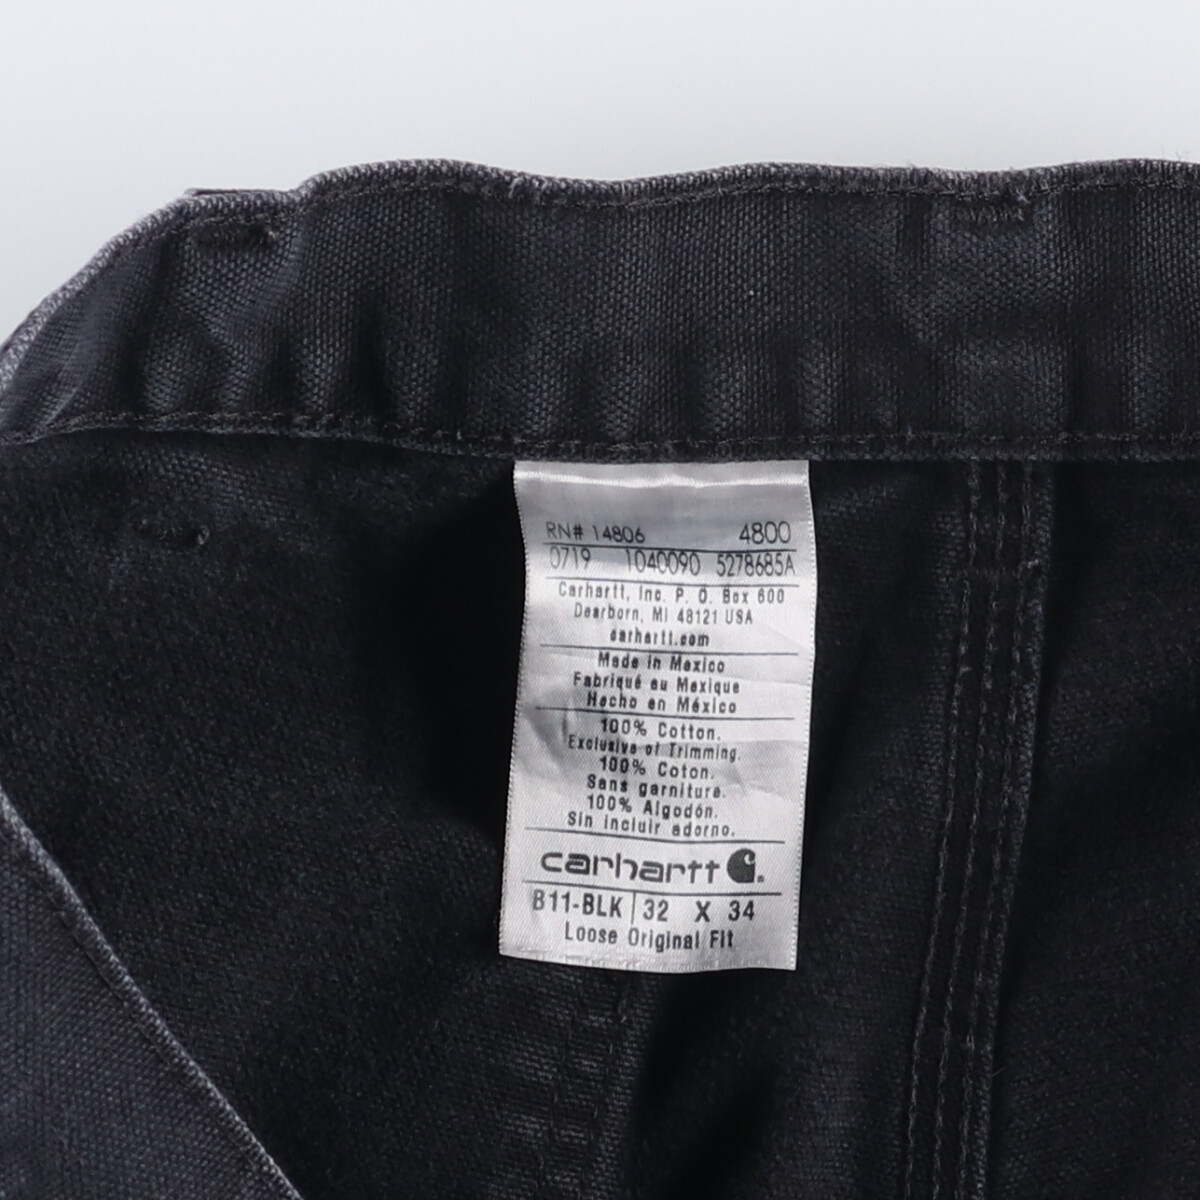 RN# 14806 4800
0719 1040090 5278685A
Carhartt, Inc. P. O. Box 600
Dearborn, MI 48121 USA
carhartt.com
Made in Mexico
Fabriqué au Mexique
Hecho en México
100% Cotton.
Exclusive of Trimming.
100% Coton.
Sans garniture.
100% Algodón.
Sin incluir adorno.
carhartt
B11-BLK 32 X 34
Loose Original Fit